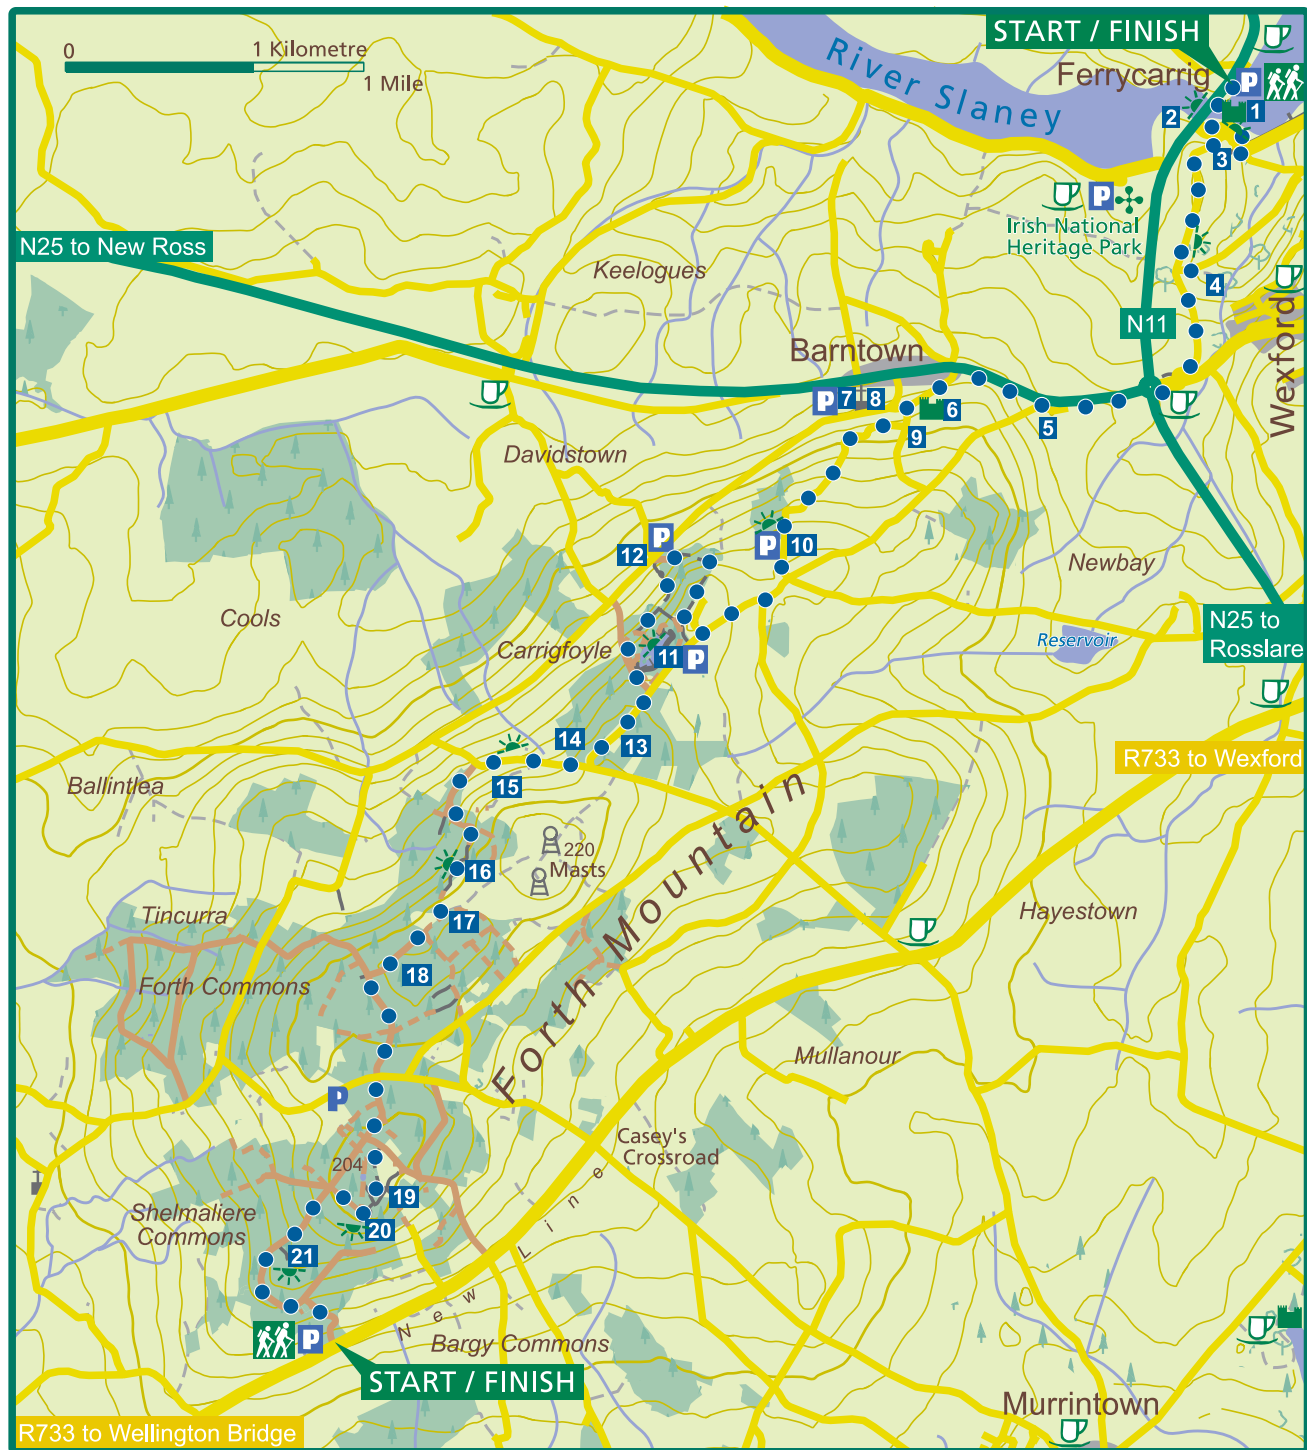 START / FINISH
0
1 Kilometre
1 Mile
River Slaney
Ferrycarrig
P
1
2
3
P
Irish National
Heritage Park
N25 to New Ross
Keelogues
4
N11
Wexford
Barntown
P
7
8
6
5
9
Davidstown
P
12
P
10
Newbay
Cools
N25 to
Rosslare
Reservoir
Carrigfoyle
11
P
14
13
R733 to Wexford
Ballintlea
15
220
Masts
16
Forth Mountain
Tincurra
17
Hayestown
18
Forth Commons
Mullanour
P
Casey's
Crossroad
204
19
Shelmaliere
Commons
20
21
New Line
P
Bargy Commons
START / FINISH
Murrintown
R733 to Wellington Bridge